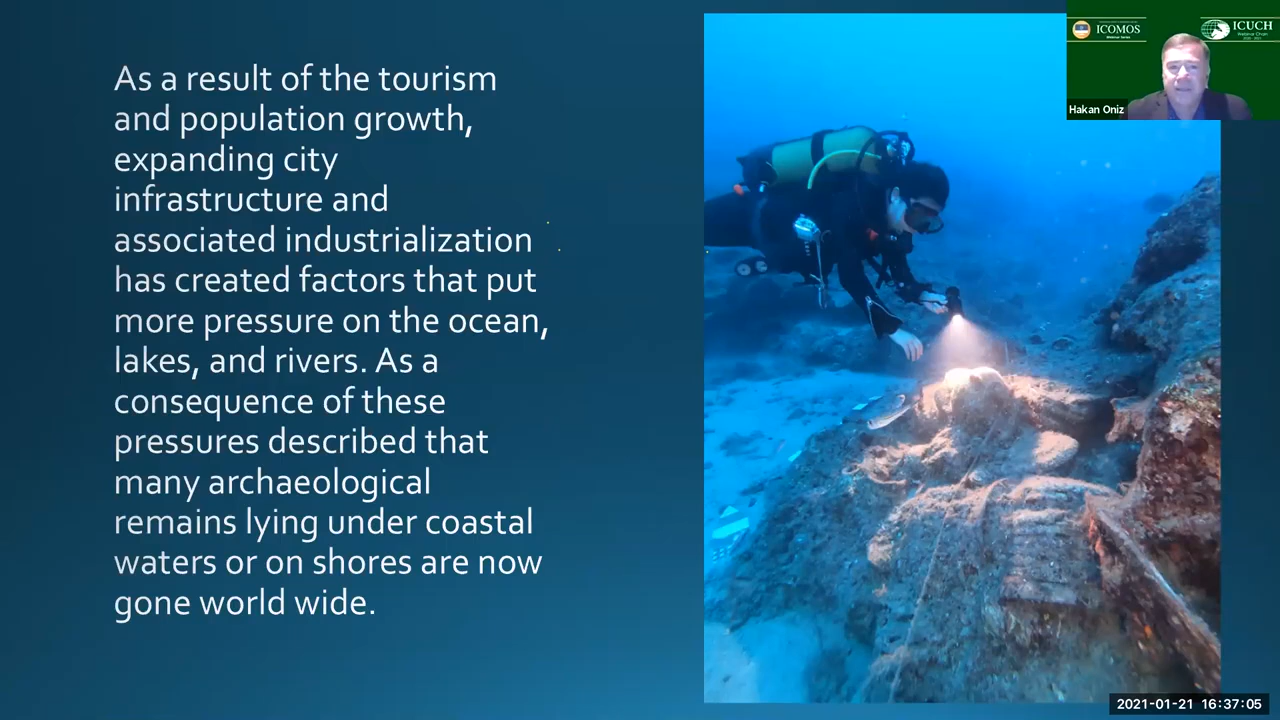 As a result of the tourism
and population growth,
expanding city
infrastructure and
associated industrialization
has created factors that put
more pressure on the ocean,
lakes, and rivers. As a
consequence of these
pressures described that
many archaeological
remains lying under coastal
waters or on shores are now
gone world wide.
ICOMOS
ICUCH
Hakan Oniz
2021-01-21 16:37:05